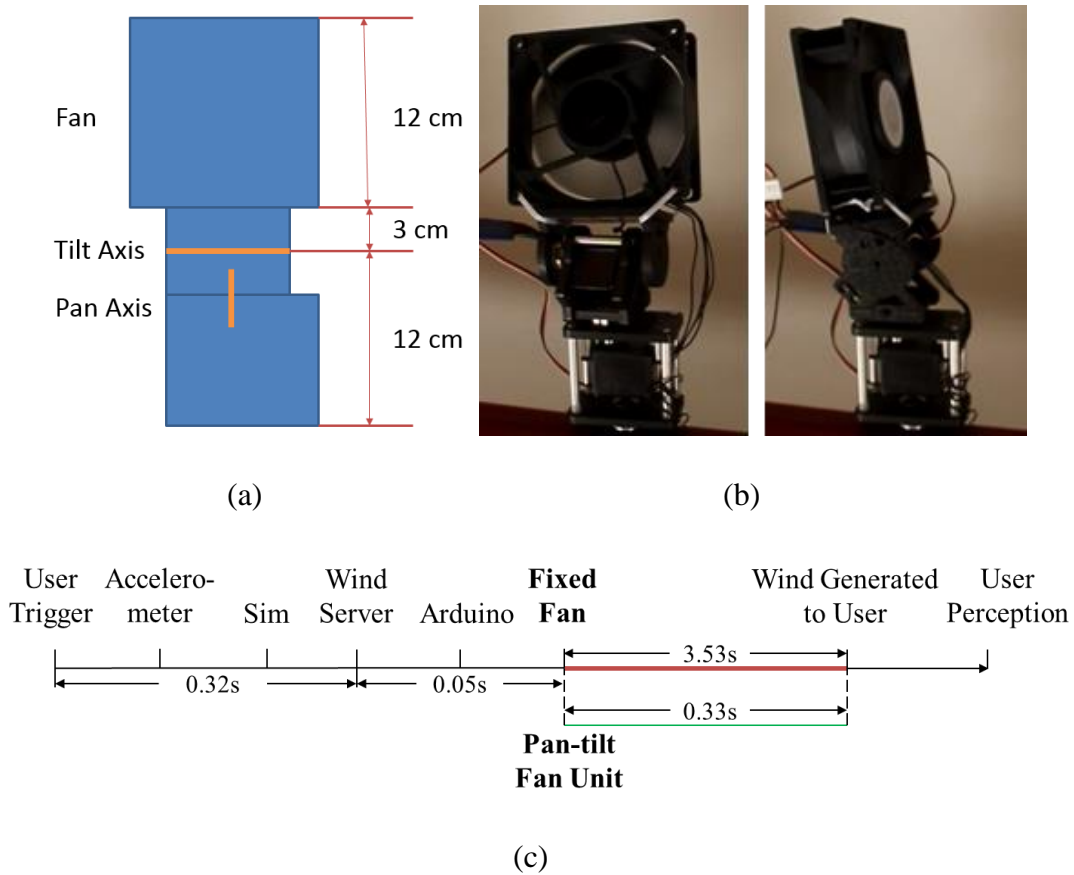 Fan
12 cm
3 cm
Tilt Axis
Pan Axis
12 cm
(a)
(b)
User
Trigger
Accelero-
meter
Sim
Wind
Server
Arduino
Fixed
Fan
Wind Generated
to User
User
Perception
3.53s
0.32s
0.05s
0.33s
Pan-tilt
Fan Unit
(c)